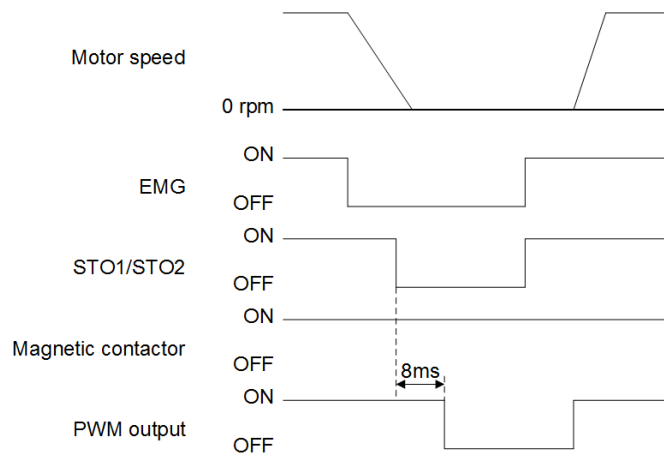 Motor speed
0 rpm
ON
EMG
OFF
ON
STO1/STO2
OFF
ON
Magnetic contactor
OFF
8ms
ON
PWM output
OFF